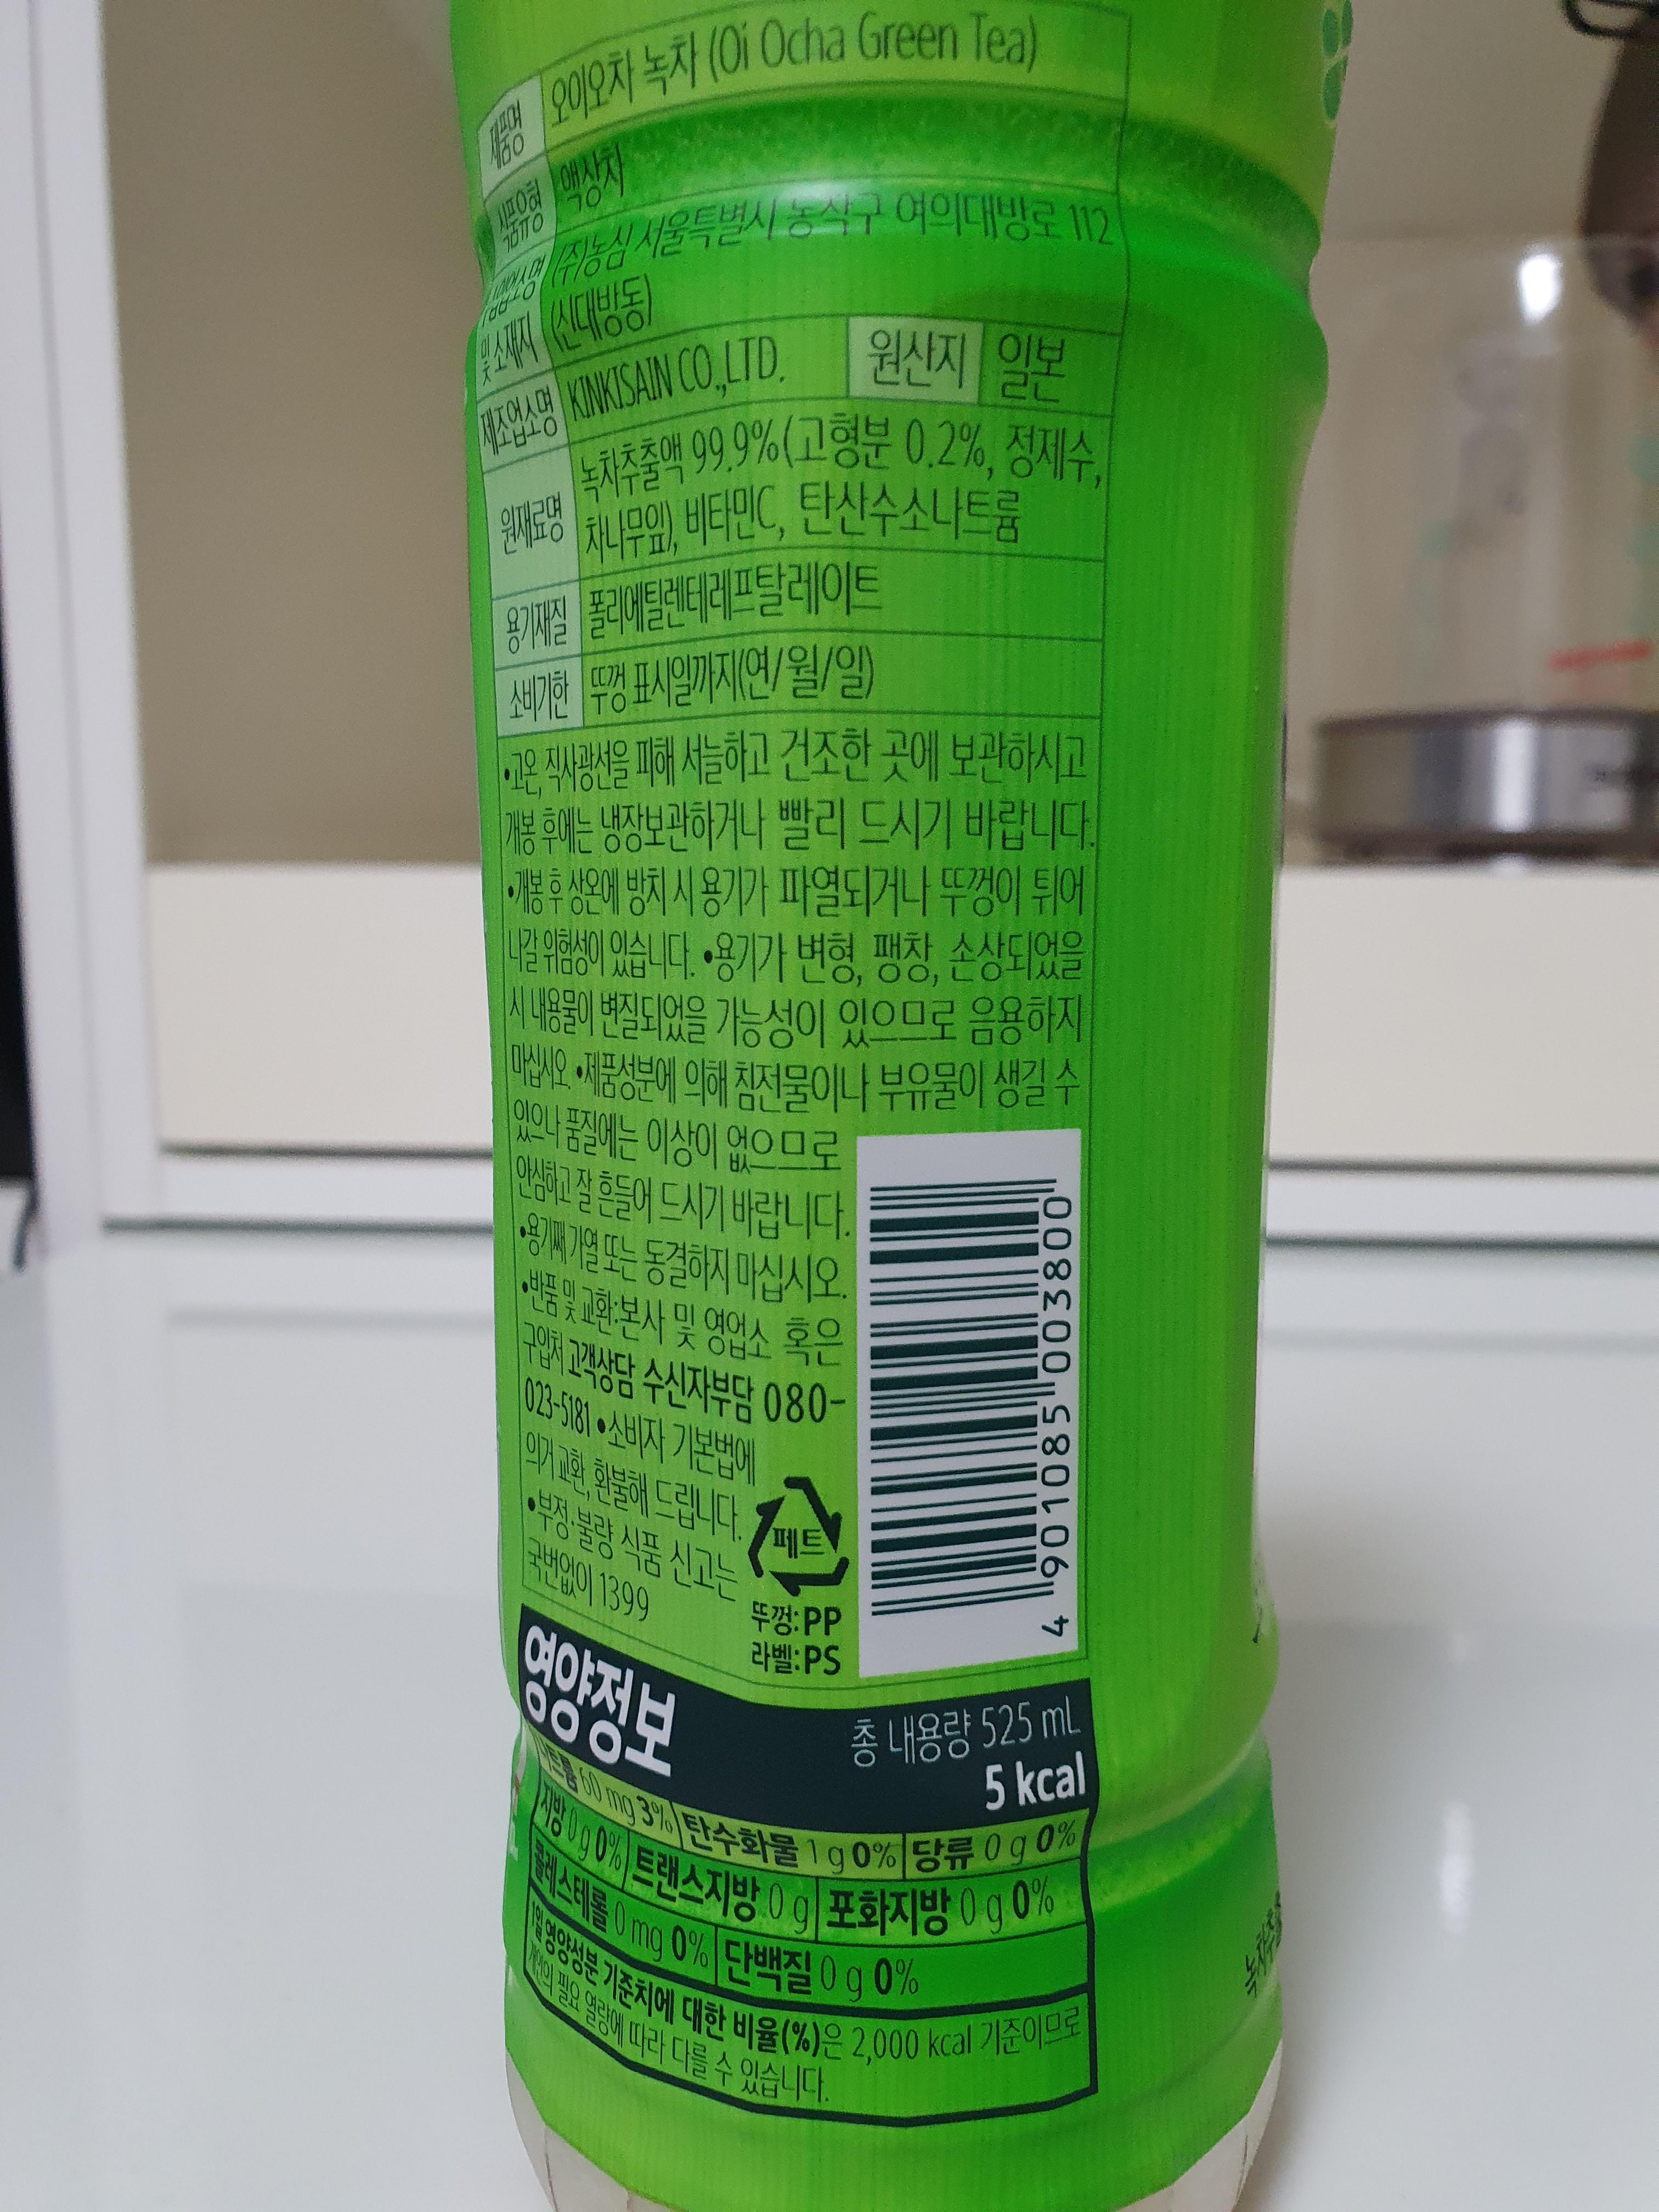 제품명 오이오차 녹차 (Oi Ocha Green Tea)
식품유형 액상차
(주)농심 서울특별시 동작구 여의대방로 112
및 소재지 (신대방동)
제조업소명 KINKISAIN CO.,LTD. 원산지 일본
원재료명 녹차추출액 99.9%(고형분 0.2%, 정제수,
차나무잎), 비타민C, 탄산수소나트륨
용기재질 폴리에틸렌테레프탈레이트
소비기한 뚜껑 표시일까지(연/월/일)
•고온, 직사광선을 피해 서늘하고 건조한 곳에 보관하시고
개봉 후에는 냉장보관하거나 빨리 드시기 바랍니다.
•개봉 후 상온에 방치 시 용기가 파열되거나 뚜껑이 튀어
나갈 위험성이 있습니다. •용기가 변형, 팽창, 손상되었을
시 내용물이 변질되었을 가능성이 있으므로 음용하지
마십시오. •제품성분에 의해 침전물이나 부유물이 생길 수
있으나 품질에는 이상이 없으므로
안심하고 잘 흔들어 드시기 바랍니다.
•용기째 가열 또는 동결하지 마십시오.
•반품 및 교환:본사 및 영업소 혹은
구입처 고객상담 수신자부담 080-
023-5181 •소비자 기본법에
의거 교환, 환불해 드립니다.
•부정·불량 식품 신고는
국번없이 1399
페트
뚜껑:PP
라벨:PS
4 901085 003800
영양정보 총 내용량 525 mL
5 kcal
나트륨 60 mg 3% 탄수화물 1 g 0% 당류 0 g 0%
지방 0 g 0% 트랜스지방 0 g 포화지방 0 g 0%
콜레스테롤 0 mg 0% 단백질 0 g 0%
1일 영양성분 기준치에 대한 비율(%)은 2,000 kcal 기준이므로
개인의 필요 열량에 따라 다를 수 있습니다.